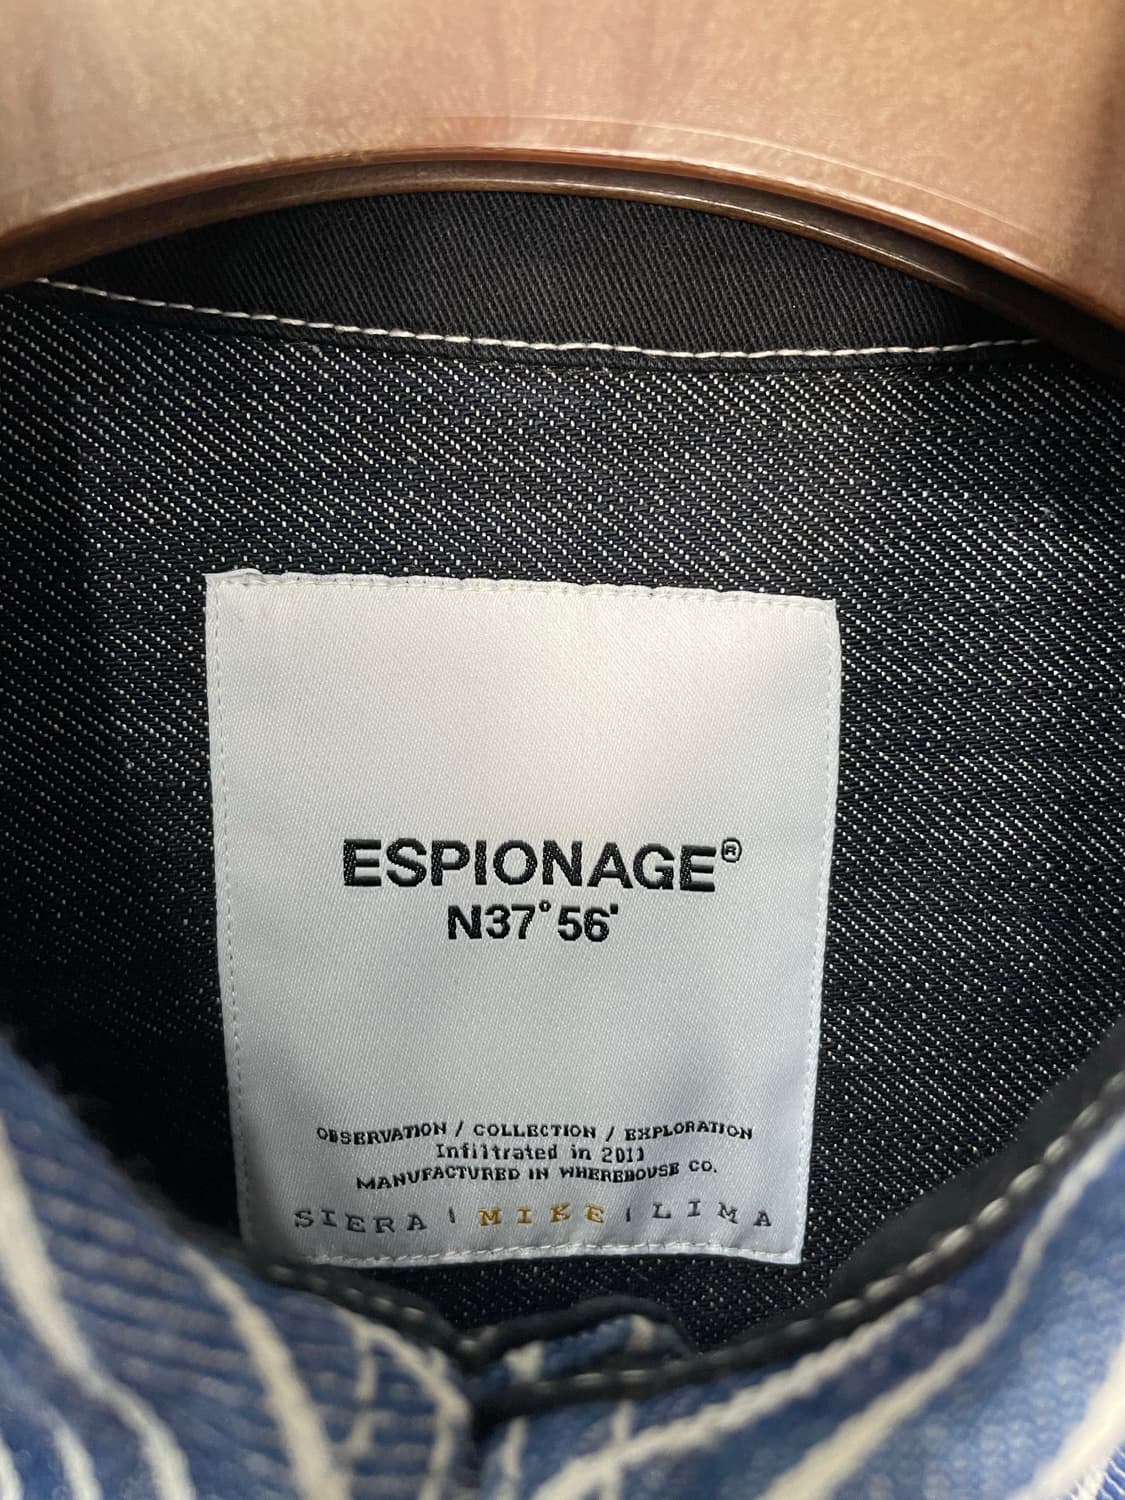 ESPIONAGE®
N37°56'
OBSERVATION / COLLECTION / EXPLORATION
Infiltrated in 2011
MANUFACTURED IN WHEREHOUSE CO.
SIERA | MIKE | LIMA